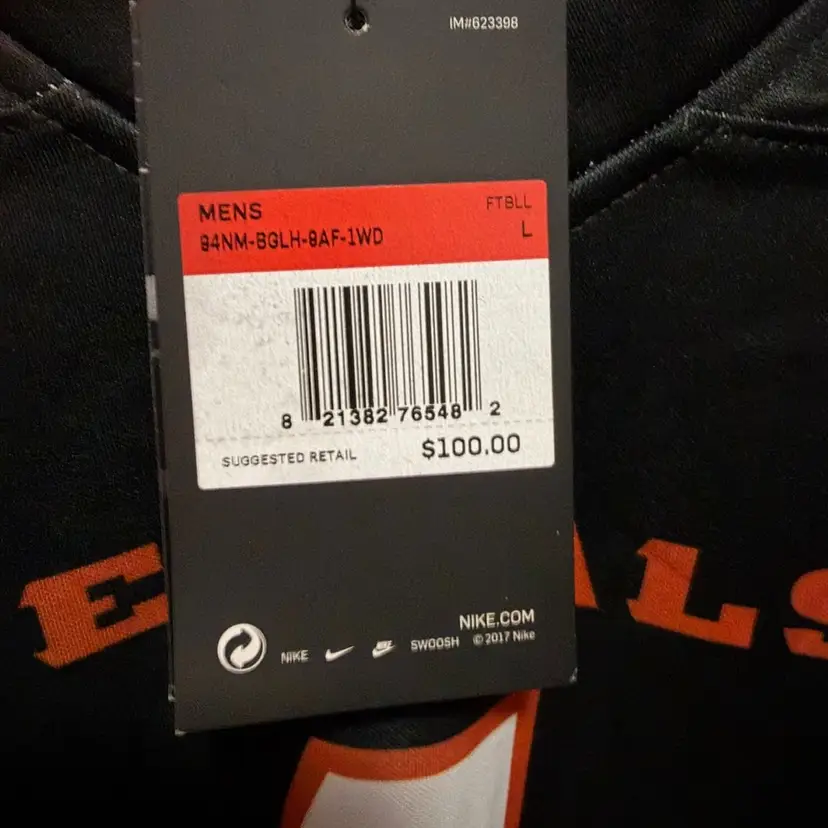 IM#623398
MENS FTBLL
94NM-BGLH-9AF-1WD L
8 21382 76548 2
SUGGESTED RETAIL $100.00
E ALS
NIKE.COM
NIKE SWOOSH ©2017 Nike